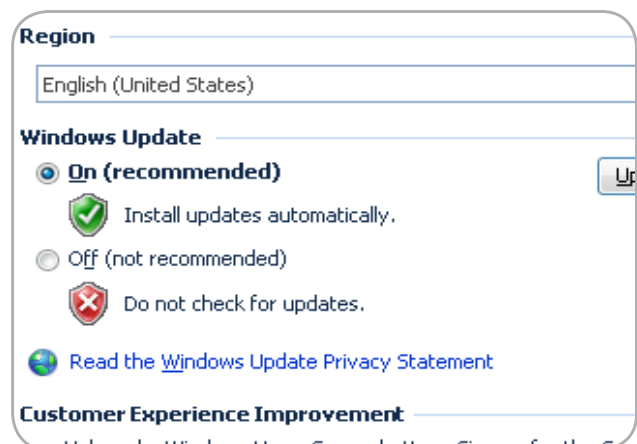 Region
English (United States)
Windows Update
On (recommended)
Up
Install updates automatically.
Off (not recommended)
Do not check for updates.
Read the Windows Update Privacy Statement
Customer Experience Improvement